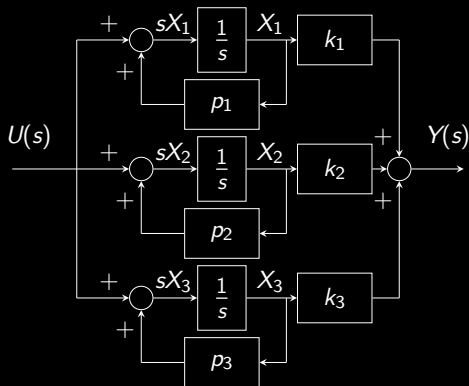 + sX₁ 1/s X₁ k₁
+ p₁
U(s) + sX₂ 1/s X₂ k₂ + + Y(s)
+ p₂
+ sX₃ 1/s X₃ k₃
+ p₃